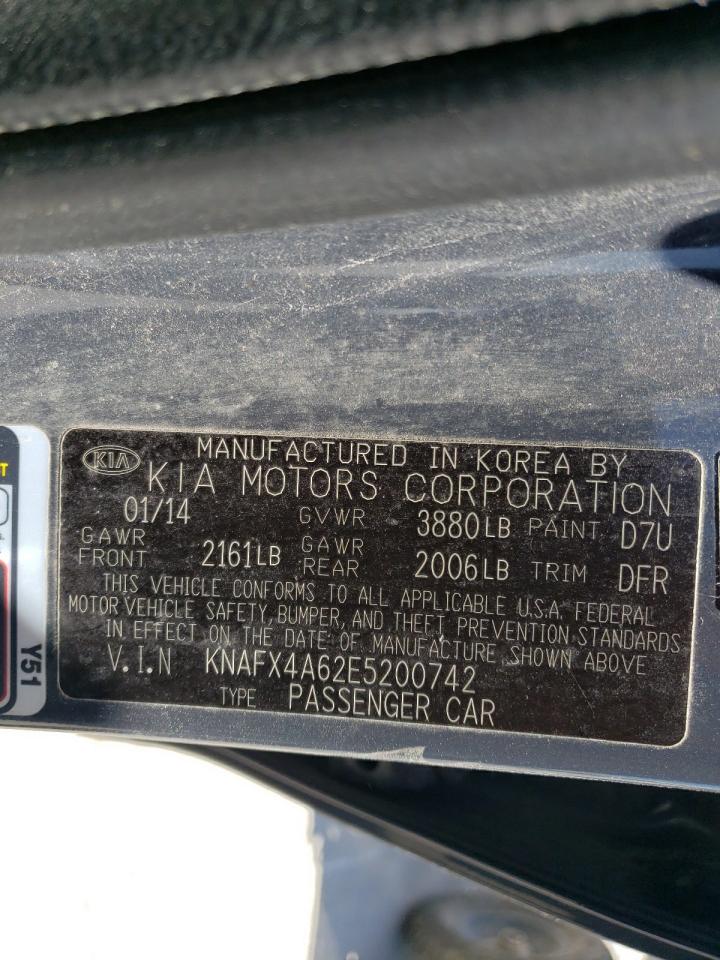 MANUFACTURED IN KOREA BY
KIA KIA MOTORS CORPORATION
01/14 GVWR 3880LB PAINT D7U
GAWR FRONT 2161LB GAWR REAR 2006LB TRIM DFR
THIS VEHICLE CONFORMS TO ALL APPLICABLE U.S.A. FEDERAL
MOTOR VEHICLE SAFETY, BUMPER, AND THEFT PREVENTION STANDARDS
IN EFFECT ON THE DATE OF MANUFACTURE SHOWN ABOVE
V.I.N KNAFX4A62E5200742
TYPE PASSENGER CAR
Y51